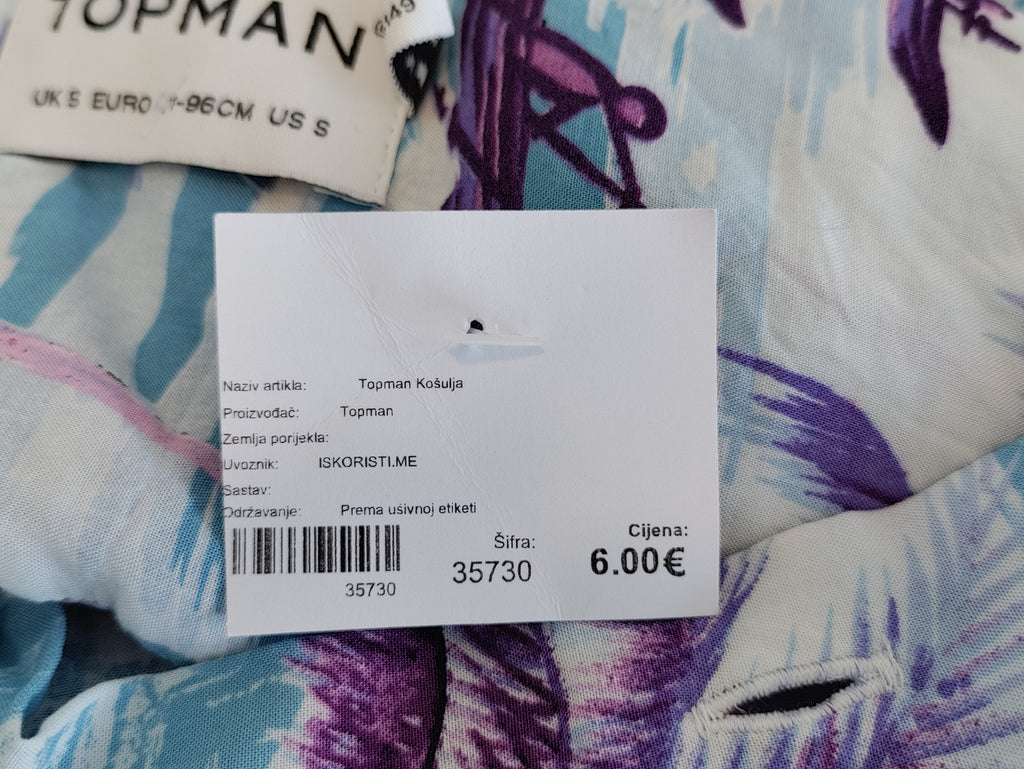 TOPMAN
UK S EURO -96CM US S
Naziv artikla: Topman Košulja
Proizvođač: Topman
Zemlja porijekla:
Uvoznik: ISKORISTI.ME
Sastav:
Održavanje: Prema ušivnoj etiketi
Šifra:
Cijena:
35730
35730
6.00€